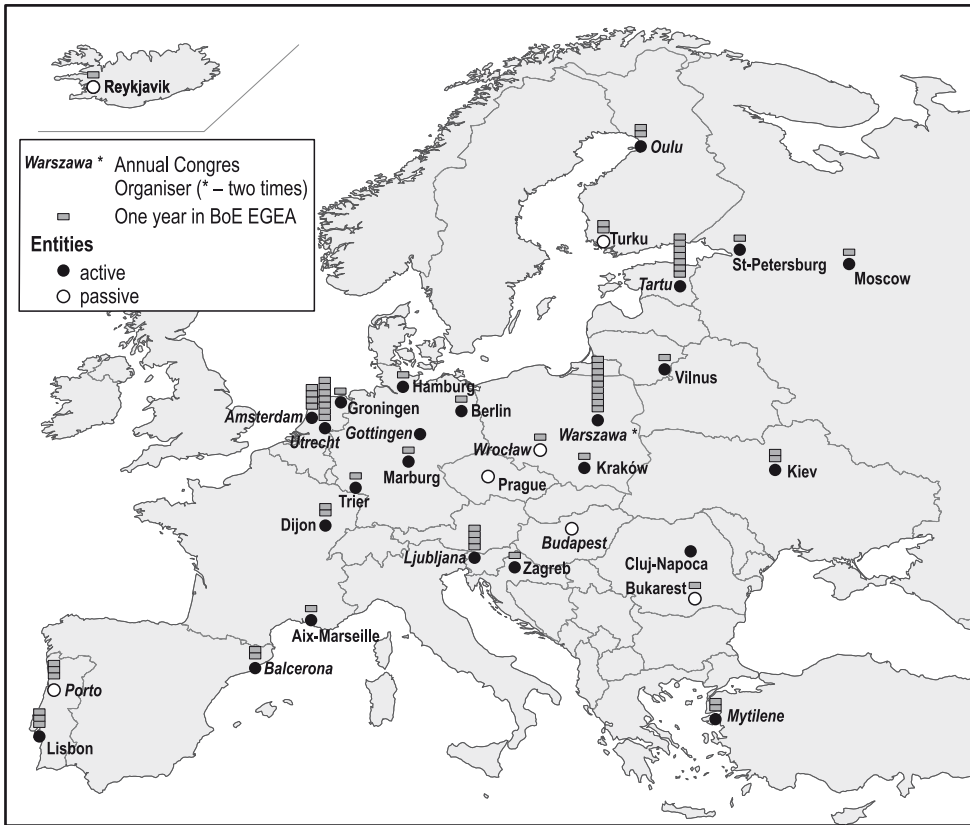 Reykjavik
Warszawa * Annual Congres
Organiser (* – two times)
One year in BoE EGEA
Entities
active
passive
Oulu
Turku
St-Petersburg
Moscow
Tartu
Vilnus
Hamburg
Groningen
Berlin
Amsterdam
Utrecht
Gottingen
Warszawa *
Wrocław
Marburg
Kraków
Kiev
Trier
Prague
Dijon
Budapest
Ljubljana
Zagreb
Cluj-Napoca
Bukarest
Aix-Marseille
Balcerona
Porto
Mytilene
Lisbon